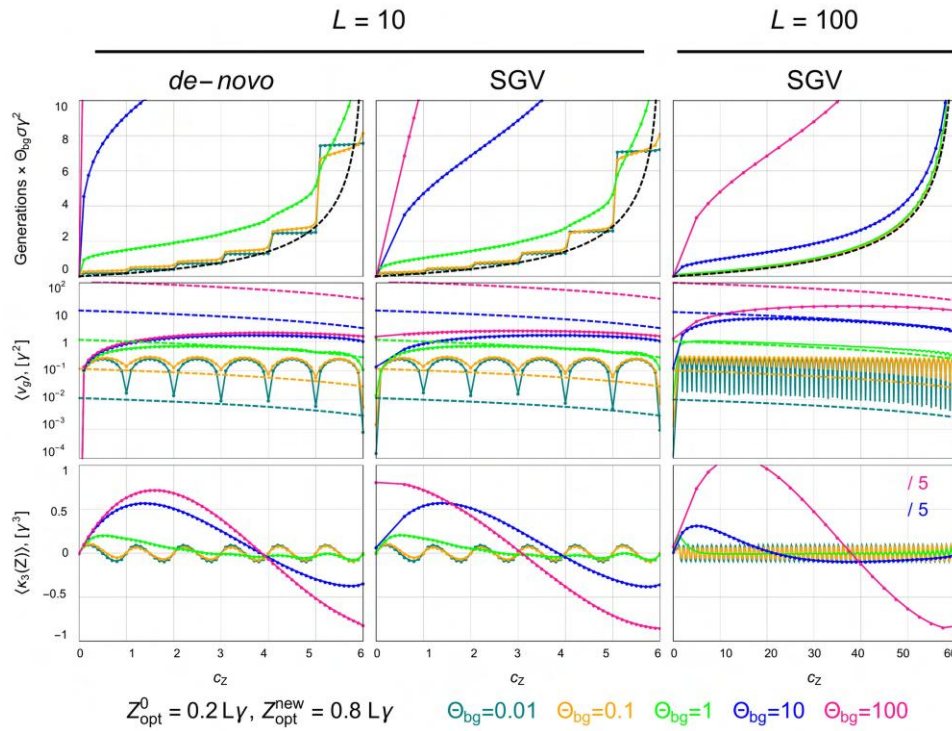 L = 10
L = 100
de-novo
SGV
SGV
Generations × Θbgσγ²
10
8
6
4
2
0
⟨νg⟩, [γ²]
10²
10
1
10⁻¹
10⁻²
10⁻³
10⁻⁴
⟨κ₃(Z)⟩, [γ³]
1
0.5
0
−0.5
−1
/ 5
/ 5
0 1 2 3 4 5 6
0 1 2 3 4 5 6
0 10 20 30 40 50 60
cz
cz
cz
Z⁰opt = 0.2 Lγ, Zⁿᵉʷopt = 0.8 Lγ
Θbg=0.01 Θbg=0.1 Θbg=1 Θbg=10 Θbg=100